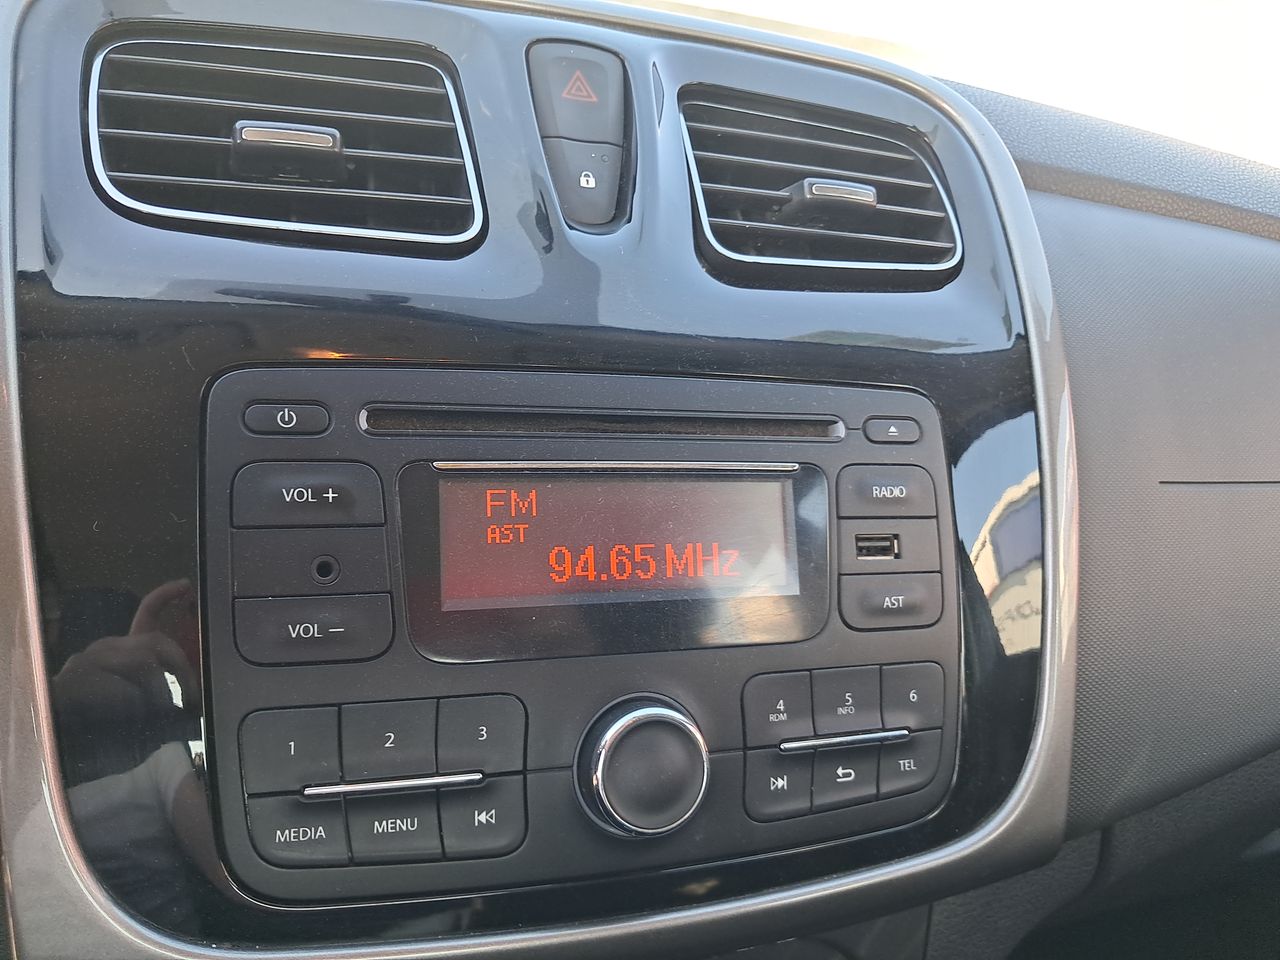 VOL +
VOL –
FM
AST
94.65 MHz
RADIO
AST
1
2
3
MEDIA
MENU
4
RDM
5
INFO
6
TEL